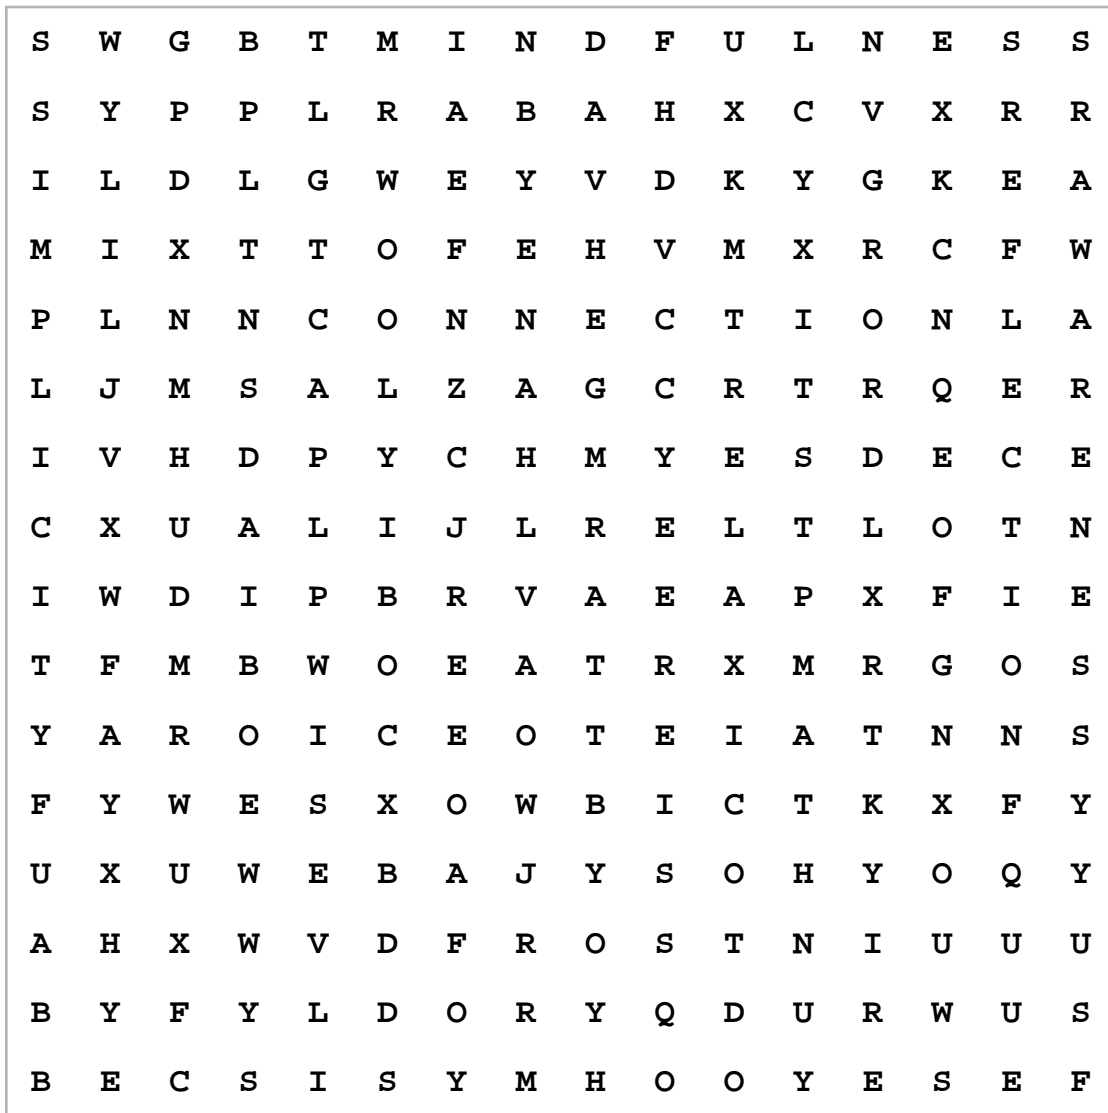 S W G B T M I N D F U L N E S S
S Y P P L R A B A H X C V X R R
I L D L G W E Y V D K Y G K E A
M I X T T O F E H V M X R C F W
P L N N C O N N E C T I O N L A
L J M S A L Z A G C R T R Q E R
I V H D P Y C H M Y E S D E C E
C X U A L I J L R E L T L O T N
I W D I P B R V A E A P X F I E
T F M B W O E A T R X M R G O S
Y A R O I C E O T E I A T N N S
F Y W E S X O W B I C T K X F Y
U X U W E B A J Y S O H Y O Q Y
A H X W V D F R O S T N I U U U
B Y F Y L D O R Y Q D U R W U S
B E C S I S Y M H O O Y E S E F